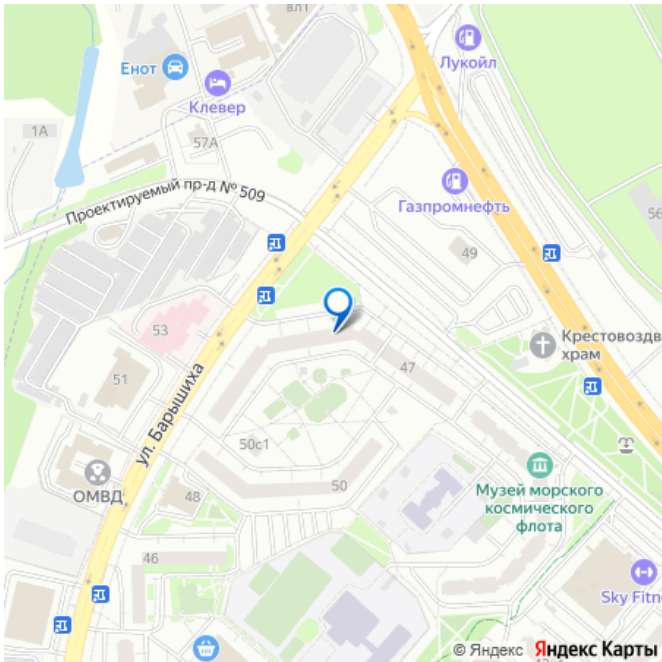 вл1
Енот
Лукойл
Клевер
1А
57А
Проектируемый пр-д № 509
Газпромнефть
56
49
53
Крестовоздв
храм
47
51
ул. Барышиха
50с1
ОМВД
48
50
Музей морского
космического
флота
46
Sky Fitn
© Яндекс Яндекс Карты